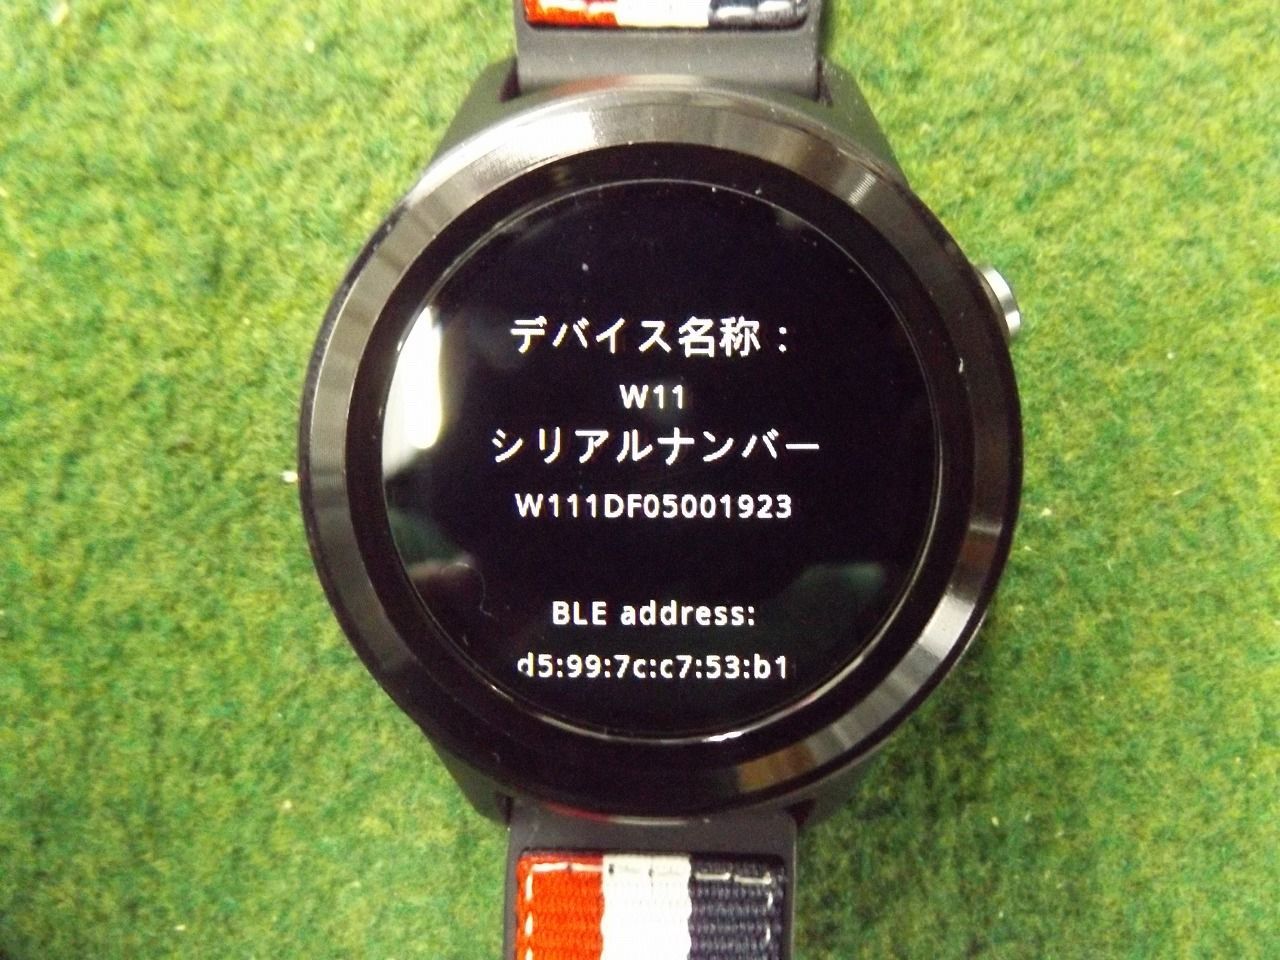 デバイス名称：
W11
シリアルナンバー
W111DF05001923
BLE address:
d5:99:7c:c7:53:b1